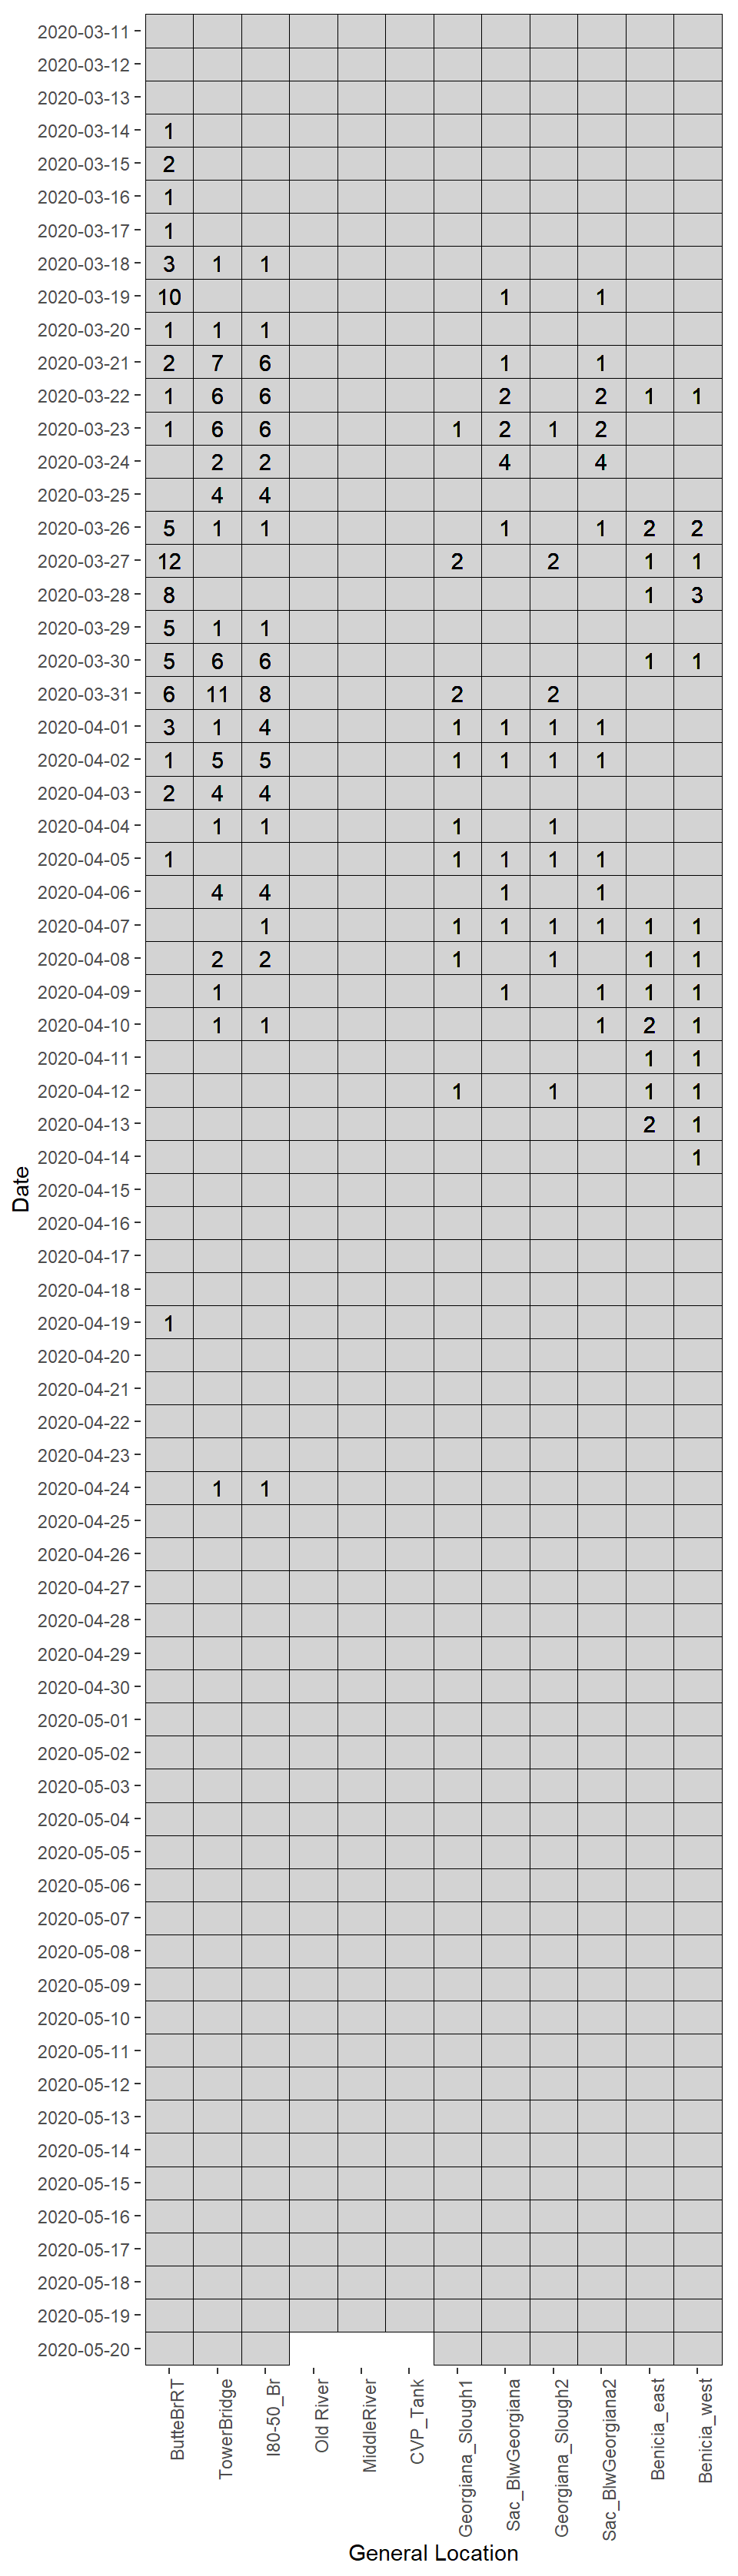 2020-03-11
2020-03-12
2020-03-13
2020-03-14 1
2020-03-15 2
2020-03-16 1
2020-03-17 1
2020-03-18 3 1 1
2020-03-19 10 1 1
2020-03-20 1 1 1
2020-03-21 2 7 6 1 1
2020-03-22 1 6 6 2 2 1 1
2020-03-23 1 6 6 1 2 1 2
2020-03-24 2 2 4 4
2020-03-25 4 4
2020-03-26 5 1 1 1 1 2 2
2020-03-27 12 2 2 1 1
2020-03-28 8 1 3
2020-03-29 5 1 1
2020-03-30 5 6 6 1 1
2020-03-31 6 11 8 2 2
2020-04-01 3 1 4 1 1 1 1
2020-04-02 1 5 5 1 1 1 1
2020-04-03 2 4 4
2020-04-04 1 1 1 1
2020-04-05 1 1 1 1 1
2020-04-06 4 4 1 1
2020-04-07 1 1 1 1 1 1 1
2020-04-08 2 2 1 1 1 1
2020-04-09 1 1 1 1 1
2020-04-10 1 1 1 2 1
2020-04-11 1 1
2020-04-12 1 1 1 1
2020-04-13 2 1
2020-04-14 1
2020-04-15
2020-04-16
2020-04-17
2020-04-18
2020-04-19 1
2020-04-20
2020-04-21
2020-04-22
2020-04-23
2020-04-24 1 1
2020-04-25
2020-04-26
2020-04-27
2020-04-28
2020-04-29
2020-04-30
2020-05-01
2020-05-02
2020-05-03
2020-05-04
2020-05-05
2020-05-06
2020-05-07
2020-05-08
2020-05-09
2020-05-10
2020-05-11
2020-05-12
2020-05-13
2020-05-14
2020-05-15
2020-05-16
2020-05-17
2020-05-18
2020-05-19
2020-05-20
Date
ButteBrRT
TowerBridge
I80-50_Br
Old River
MiddleRiver
CVP_Tank
Georgiana_Slough1
Sac_BlwGeorgiana
Georgiana_Slough2
Sac_BlwGeorgiana2
Benicia_east
Benicia_west
General Location